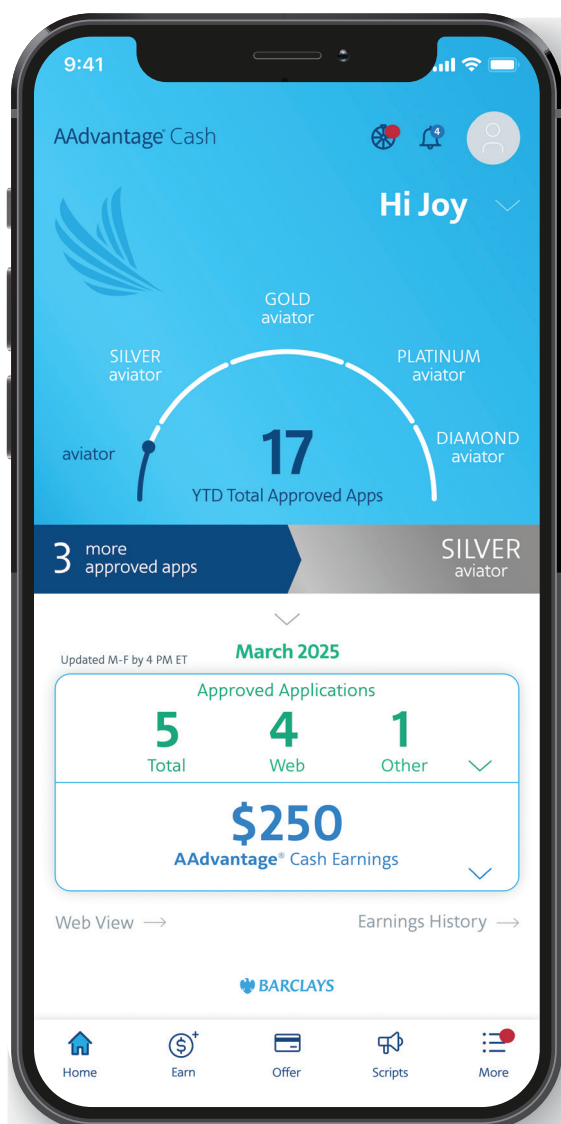 9:41
AAdvantage® Cash
4
Hi Joy
GOLD
aviator
SILVER
aviator
PLATINUM
aviator
aviator
DIAMOND
aviator
17
YTD Total Approved Apps
3 more
approved apps
SILVER
aviator
Updated M-F by 4 PM ET
March 2025
Approved Applications
5 4 1
Total Web Other
$250
AAdvantage® Cash Earnings
Web View
Earnings History
BARCLAYS
$
Home Earn Offer Scripts More